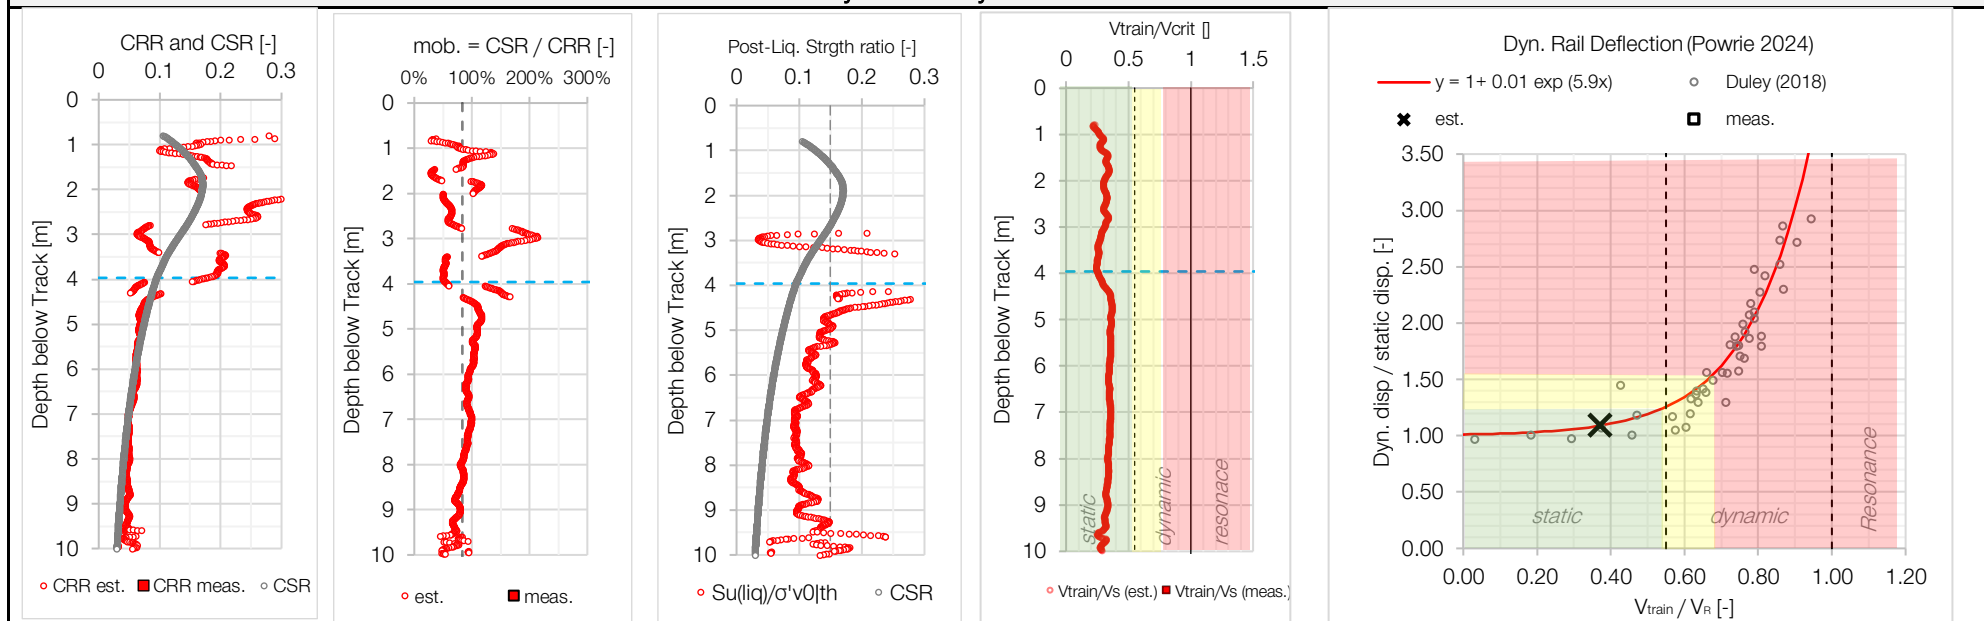 CRR and CSR [-]
0 0.1 0.2 0.3
0
1
2
3
4
5
6
7
8
9
10
Depth below Track [m]
CRR est. CRR meas. CSR
mob. = CSR / CRR [-]
0% 100% 200% 300%
0
1
2
3
4
5
6
7
8
9
10
Depth below Track [m]
est. meas.
Post-Liq. Strgth ratio [-]
0 0.1 0.2 0.3
0
1
2
3
4
5
6
7
8
9
10
Depth below Track [m]
Su(liq)/σ'v0|th CSR
Vtrain/Vcrit []
0 0.5 1 1.5
0
1
2
3
4
5
6
7
8
9
10
Depth below Track [m]
static
dynamic
resonace
Vtrain/Vs (est.) Vtrain/Vs (meas.)
Dyn. Rail Deflection (Powrie 2024)
y = 1+ 0.01 exp (5.9x) Duley (2018)
est. meas.
3.50
3.00
2.50
2.00
1.50
1.00
0.50
0.00
Dyn. disp / static disp. [-]
static
dynamic
Resonance
0.00 0.20 0.40 0.60 0.80 1.00 1.20
Vtrain / VR [-]